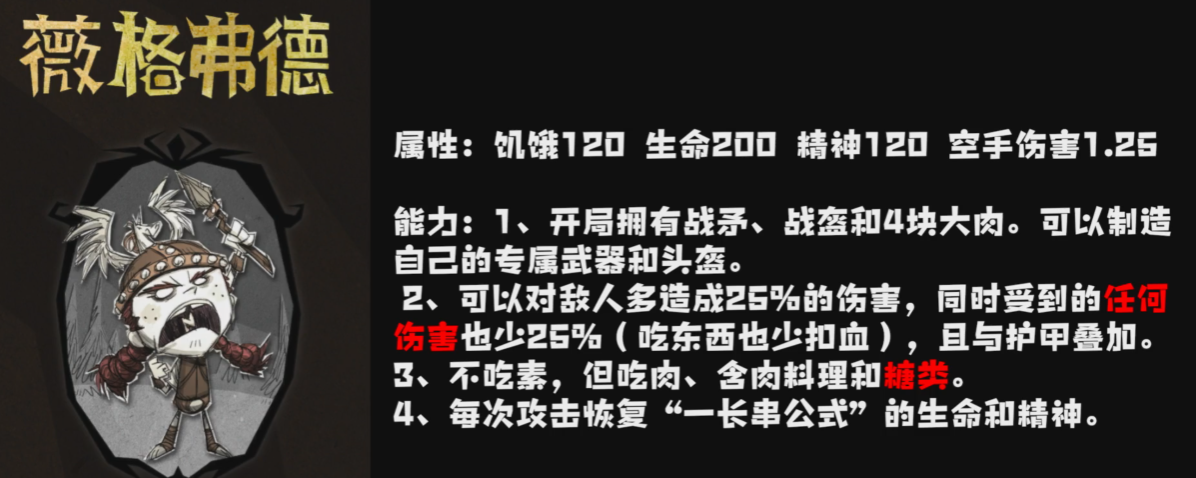 薇格弗德
属性：饥饿120 生命200 精神120 空手伤害1.25
能力：1、开局拥有战矛、战盔和4块大肉。可以制造
自己的专属武器和头盔。
2、可以对敌人多造成25%的伤害，同时受到的任何
伤害也少25%（吃东西也少扣血），且与护甲叠加。
3、不吃素，但吃肉、含肉料理和糖类。
4、每次攻击恢复“一长串公式”的生命和精神。